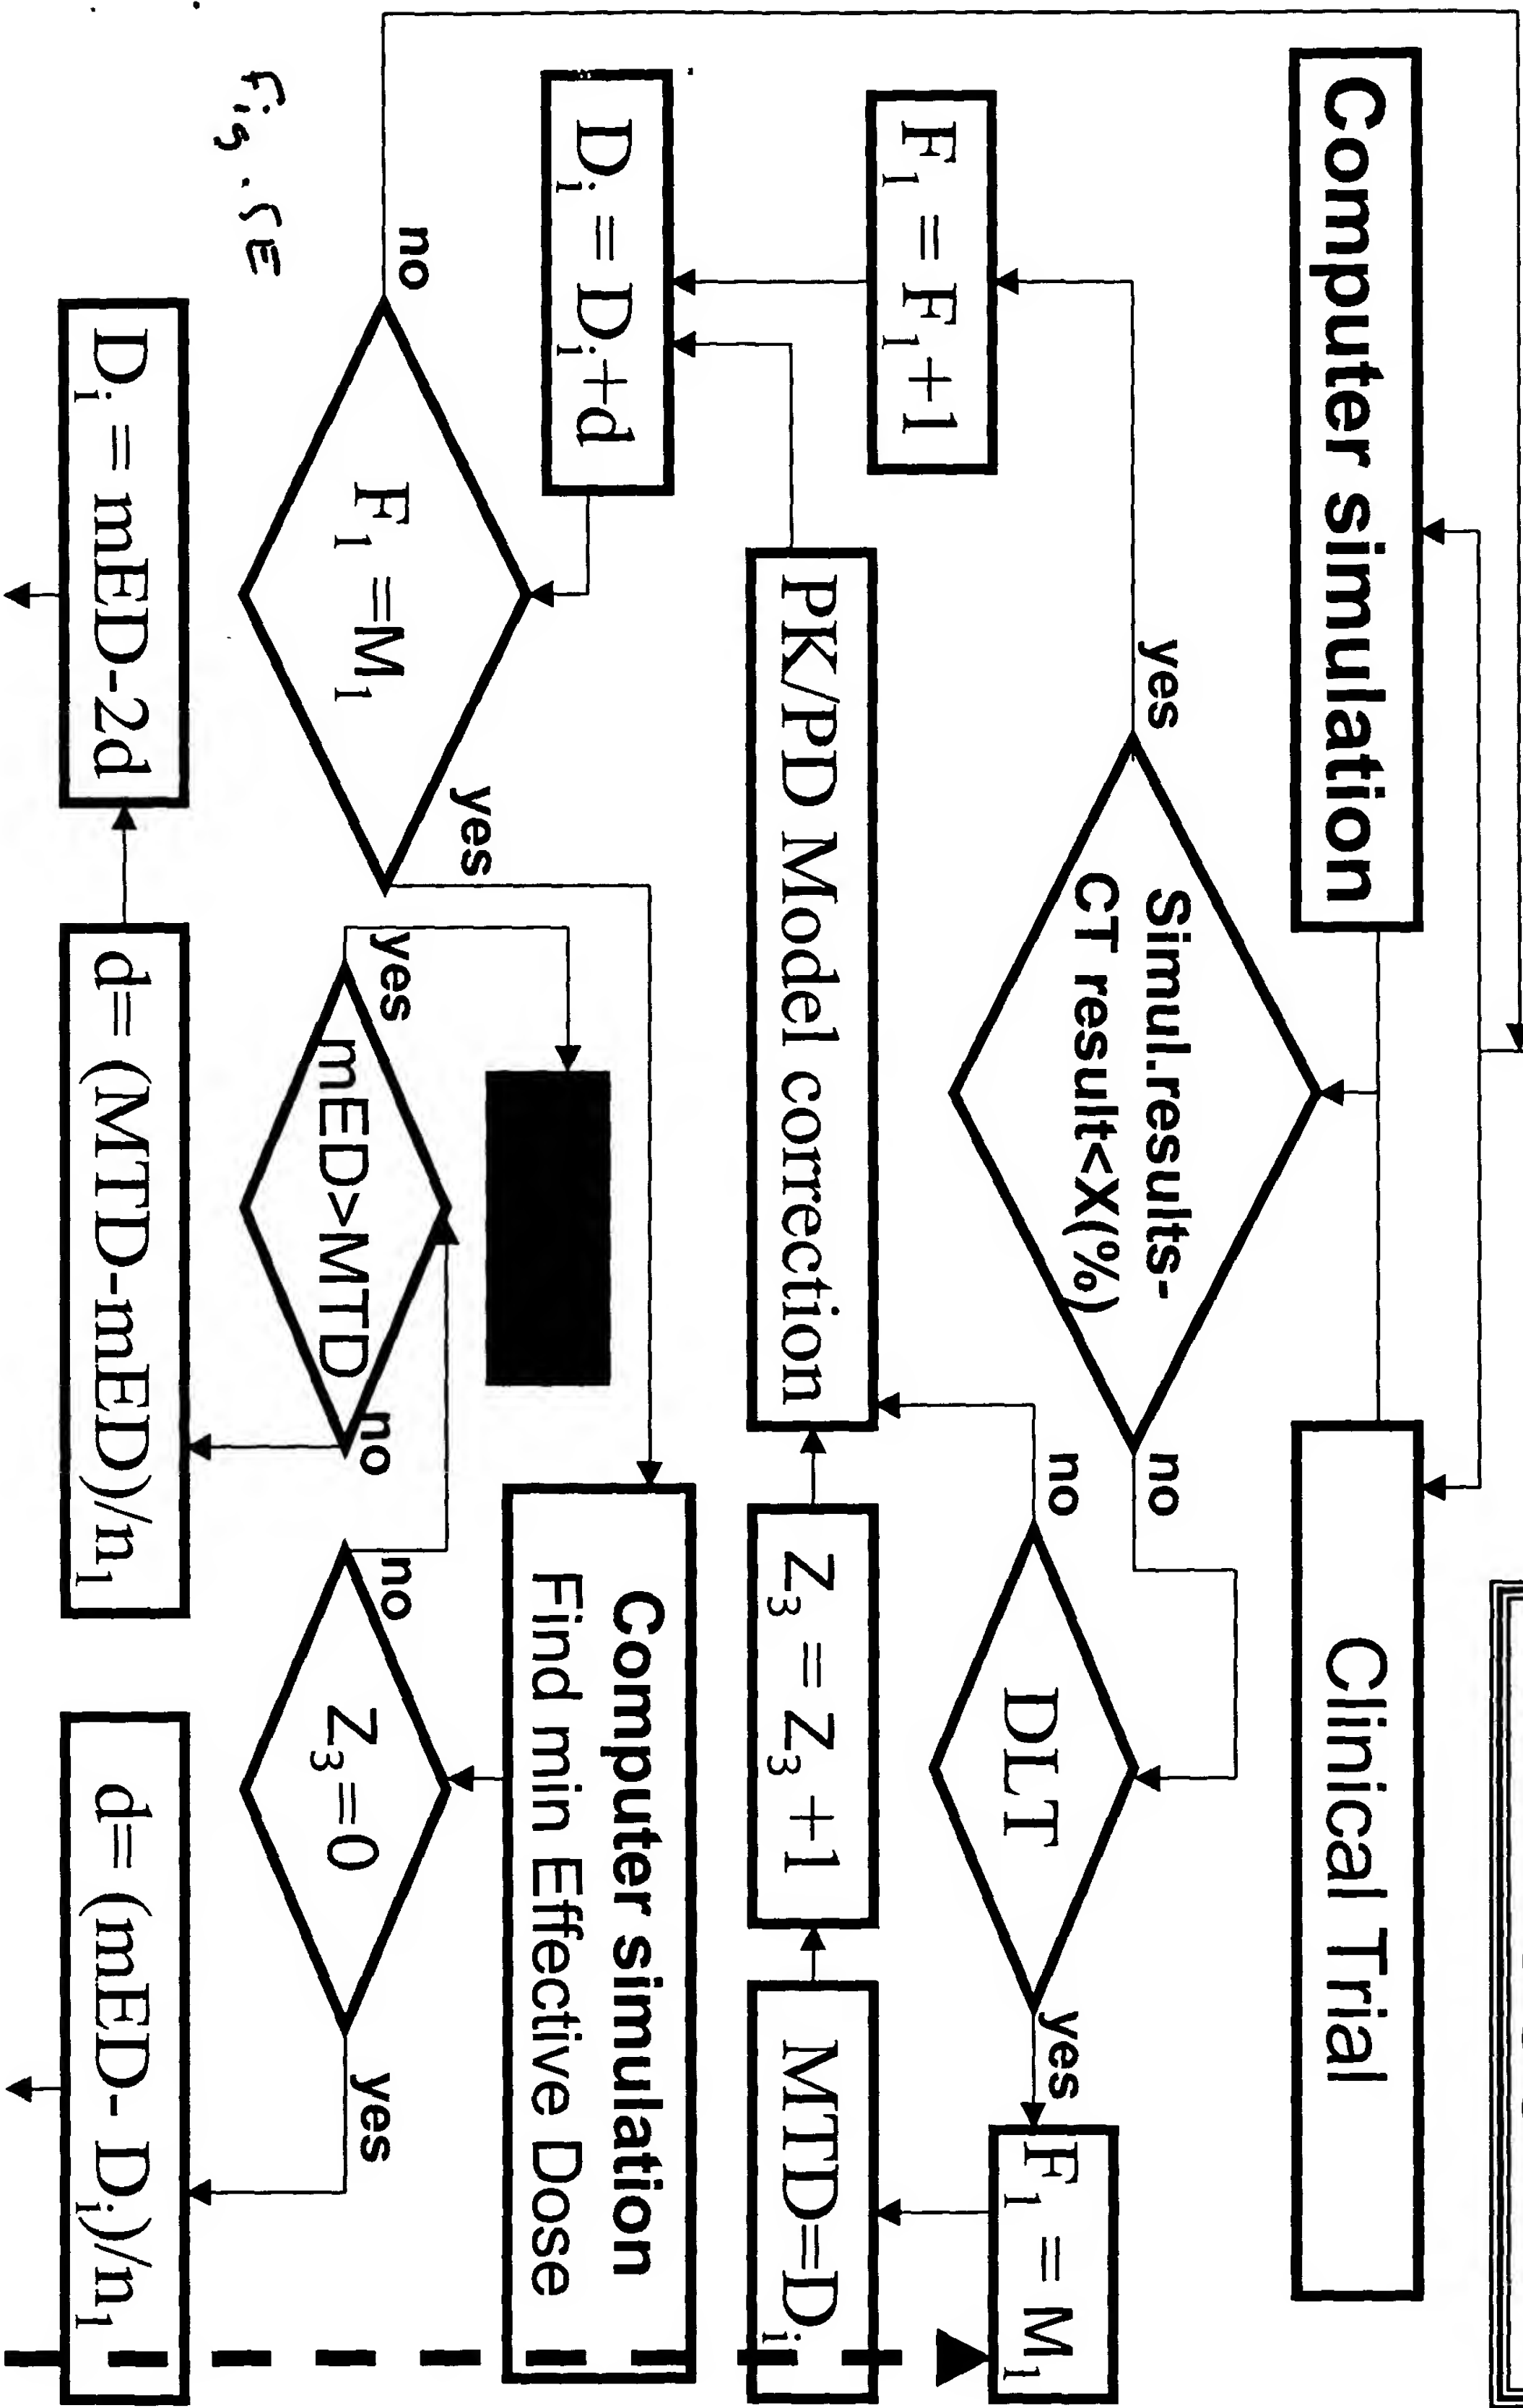 Computer simulation
Clinical Trial
Simul.results-
CT result<X(%)
yes
no
DLT
no
yes
F₁ = F₁+1
F₁ = M₁
PK/PD Model correction
Z₃ = Z₃ +1
MTD=Dᵢ
Dᵢ = Dᵢ+d
F₁ =M₁
no
yes
Computer simulation
Find min Effective Dose
mED>MTD
yes
no
Z₃=0
no
yes
Dᵢ = mED-2d
d= (MTD-mED)/n₁
d= (mED- Dᵢ)/n₁
Fig. 5E